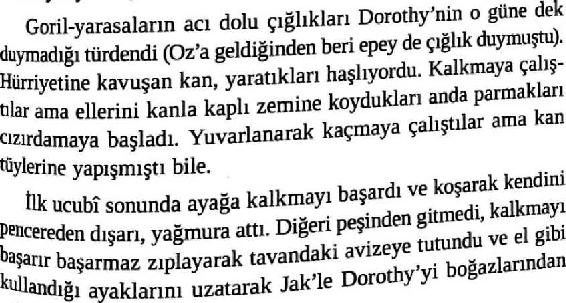 Goril-yarasaların acı dolu çığlıkları Dorothy'nin o güne dek
duymadığı türdendi (Oz'a geldiğinden beri epey de çığlık duymuştu).
Hürriyetine kavuşan kan, yaratıkları haşlıyordu. Kalkmaya çalış-
tılar ama ellerini kanla kaplı zemine koydukları anda parmakları
cızırdamaya başladı. Yuvarlanarak kaçmaya çalıştılar ama kan
tüylerine yapışmıştı bile.
İlk ucubî sonunda ayağa kalkmayı başardı ve koşarak kendini
pencereden dışarı, yağmura attı. Diğeri peşinden gitmedi, kalkmayı
başarır başarmaz zıplayarak tavandaki avizeye tutundu ve el gibi
kullandığı ayaklarını uzatarak Jak'le Dorothy'yi boğazlarından